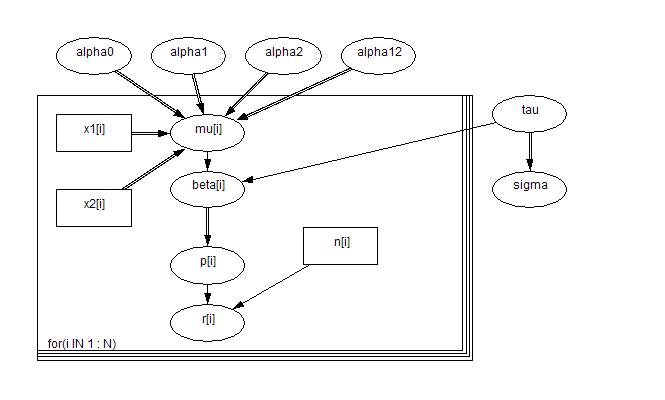 alpha0
alpha1
alpha2
alpha12
tau
x1[i]
mu[i]
beta[i]
sigma
x2[i]
n[i]
p[i]
r[i]
for(i IN 1 : N)